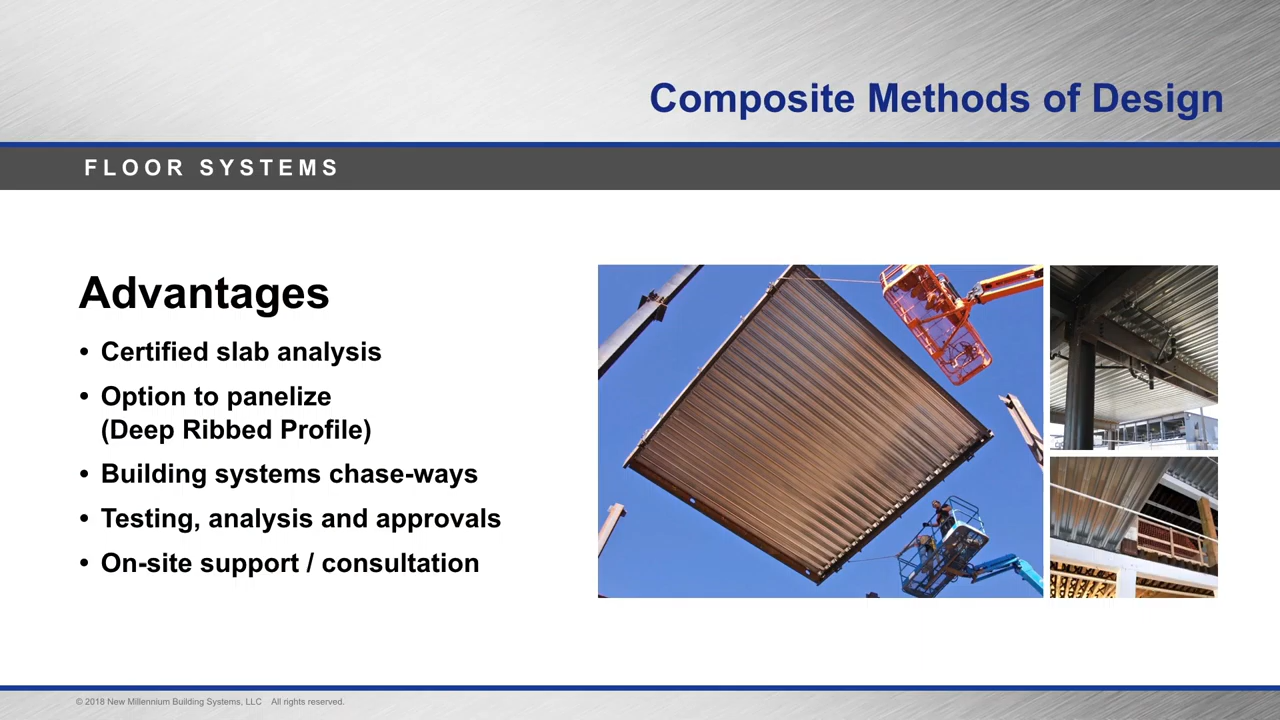 Composite Methods of Design
FLOOR SYSTEMS
Advantages
• Certified slab analysis
• Option to panelize
(Deep Ribbed Profile)
• Building systems chase-ways
• Testing, analysis and approvals
• On-site support / consultation
© 2018 New Millennium Building Systems, LLC All rights reserved.